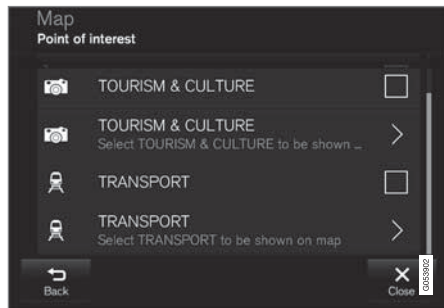 Map
Point of interest
TOURISM & CULTURE
TOURISM & CULTURE
Select TOURISM & CULTURE to be shown ...
TRANSPORT
TRANSPORT
Select TRANSPORT to be shown on map
Back
Close
G053902